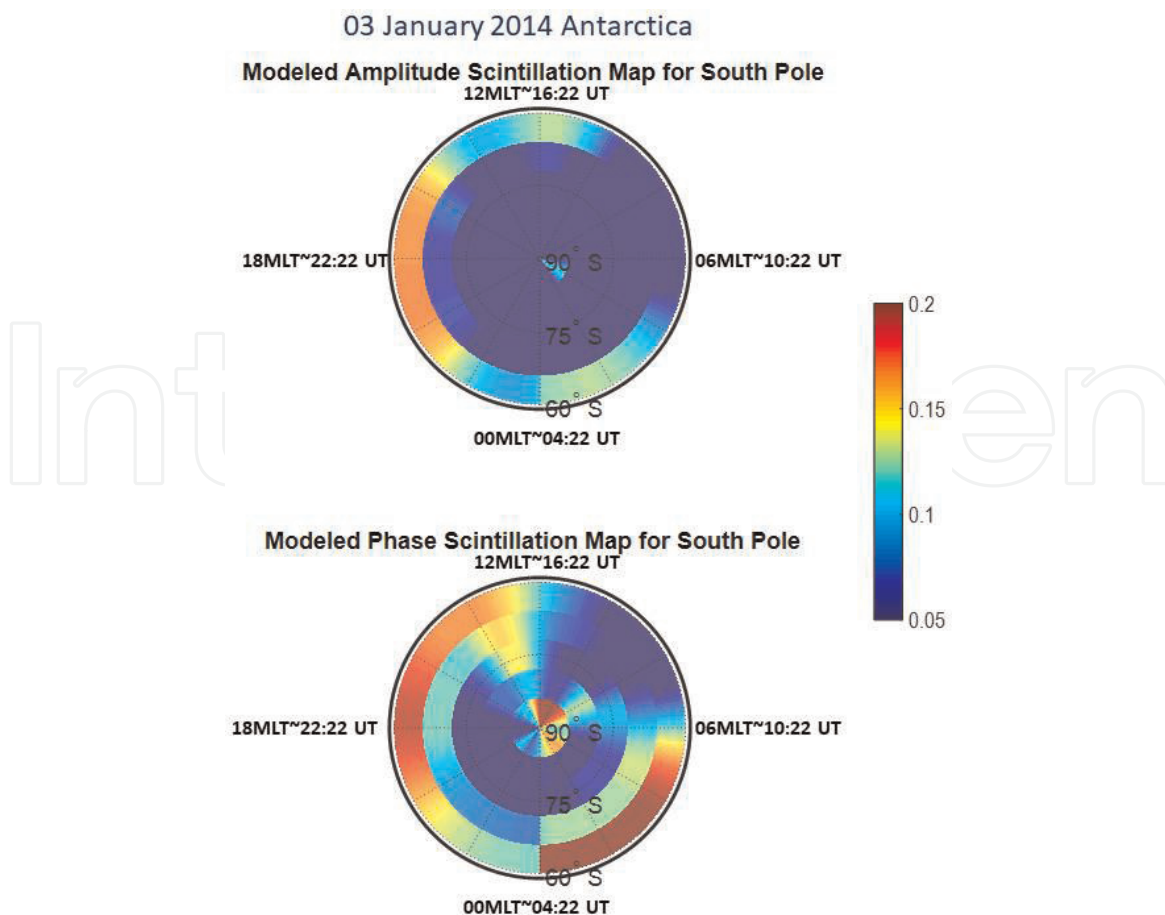 03 January 2014 Antarctica
Modeled Amplitude Scintillation Map for South Pole
12MLT~16:22 UT
18MLT~22:22 UT
90° S
06MLT~10:22 UT
75° S
60° S
00MLT~04:22 UT
0.2
0.15
0.1
0.05
Inten
Modeled Phase Scintillation Map for South Pole
12MLT~16:22 UT
18MLT~22:22 UT
90° S
06MLT~10:22 UT
75° S
60° S
00MLT~04:22 UT